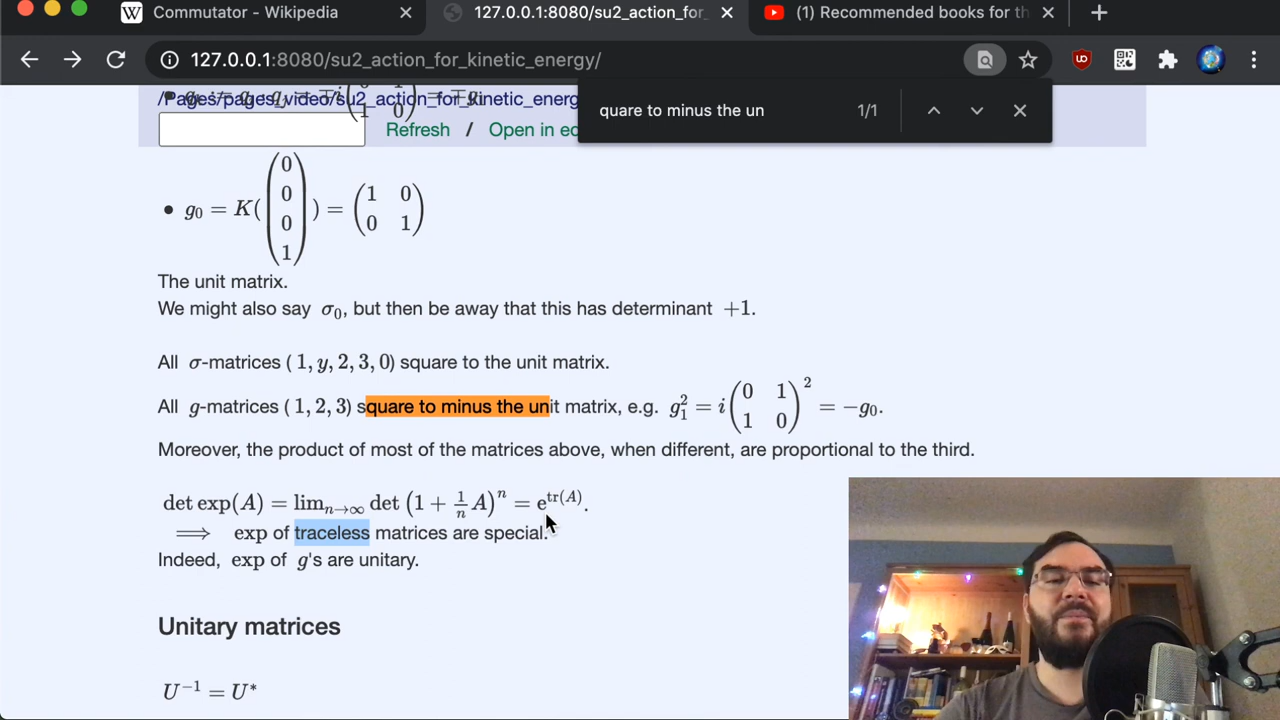 Commutator - Wikipedia
127.0.0.1:8080/su2_action_for_
(1) Recommended books for th
127.0.0.1:8080/su2_action_for_kinetic_energy/
/Pages/pages_video/su2_action_for_kinetic_energ
quare to minus the un 1/1
Refresh / Open in ed
• g₀ = K((0 0 0 1)) = (1 0 0 1)
The unit matrix.
We might also say σ₀, but then be away that this has determinant +1.
All σ-matrices (1, y, 2, 3, 0) square to the unit matrix.
All g-matrices (1, 2, 3) square to minus the unit matrix, e.g. g₁² = i(0 1 1 0)² = −g₀.
Moreover, the product of most of the matrices above, when different, are proportional to the third.
det exp(A) = limₙ→∞ det (1 + 1/n A)ⁿ = e^tr(A).
⟹ exp of traceless matrices are special.
Indeed, exp of g's are unitary.
Unitary matrices
U⁻¹ = U*